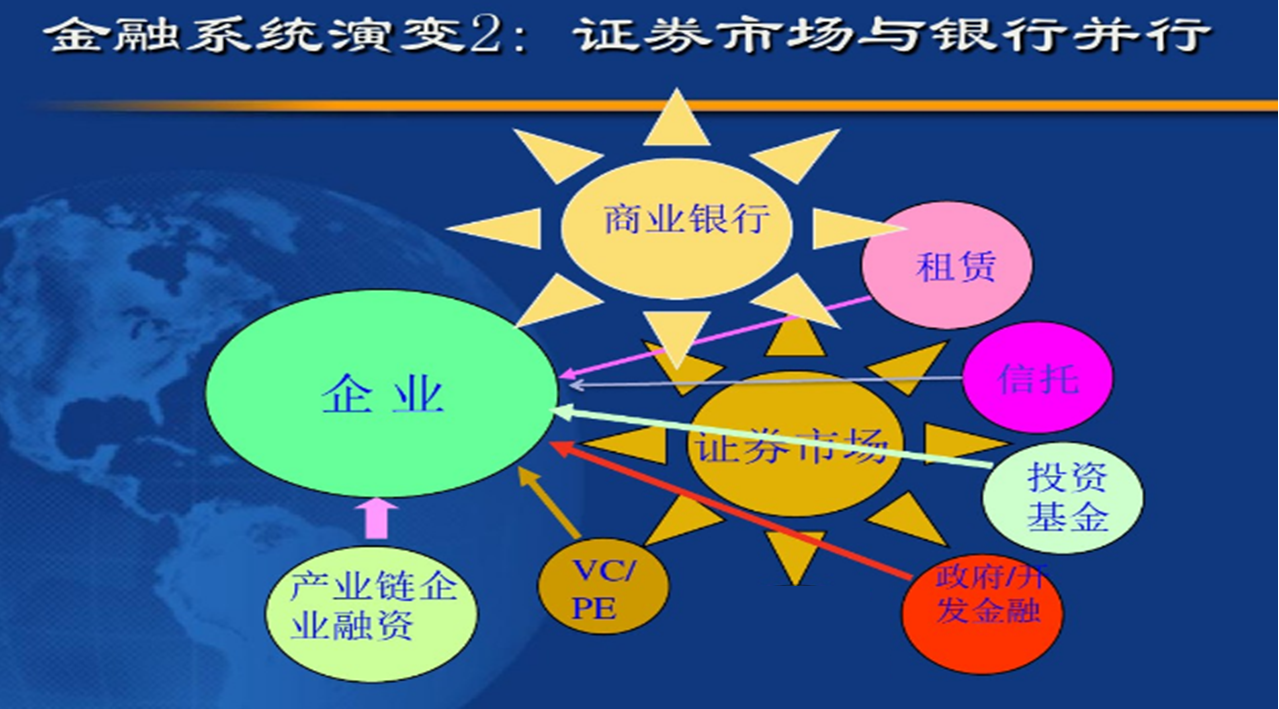 金融系统演变2：证券市场与银行并行
商业银行
租赁
企 业
信托
证券市场
投资
基金
产业链企
业融资
VC/
PE
政府/开
发金融